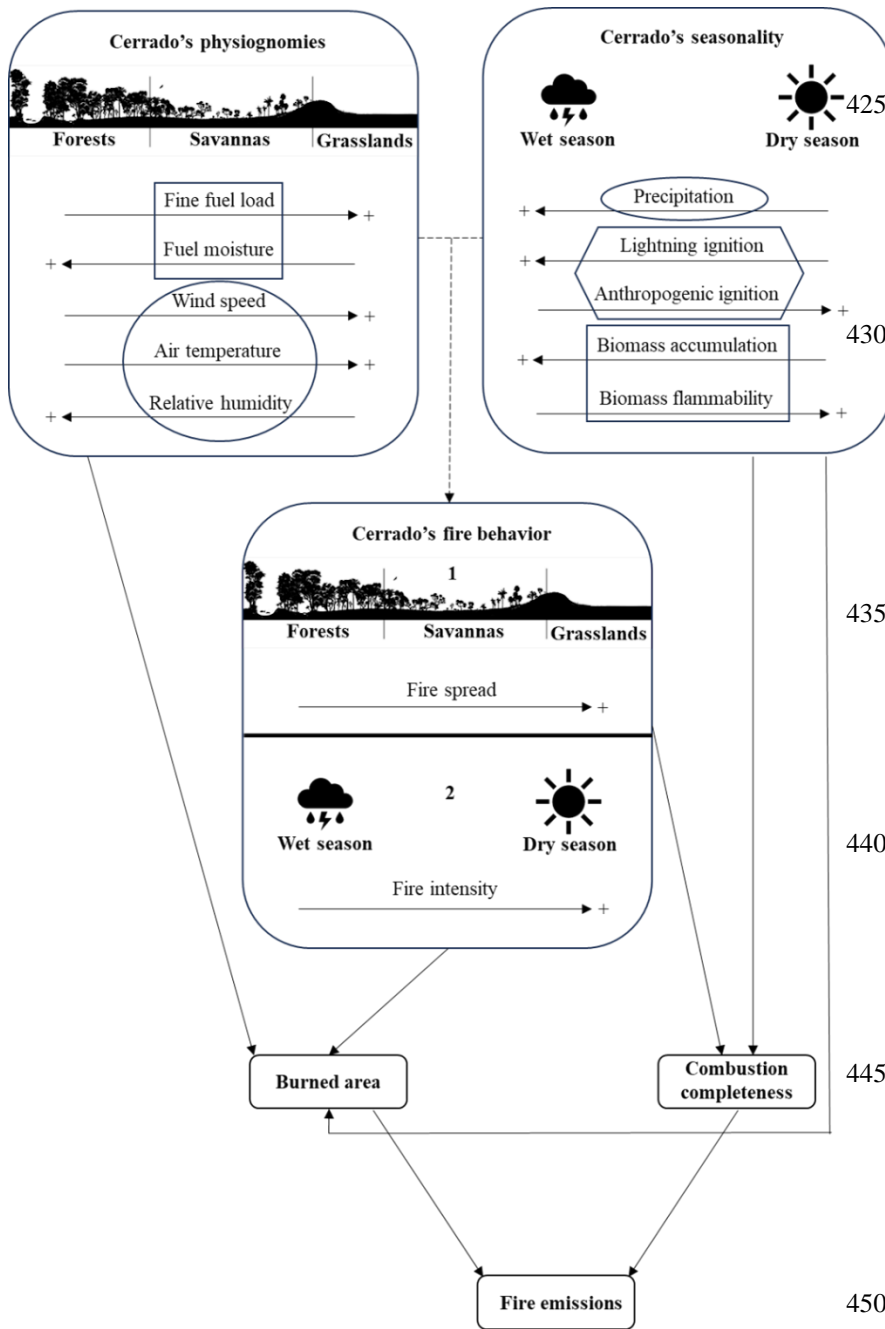 Cerrado's physiognomies
Forests
Savannas
Grasslands
Fine fuel load
+
Fuel moisture
+
Wind speed
+
Air temperature
+
Relative humidity
+
Cerrado's seasonality
Wet season
Dry season
Precipitation
+
Lightning ignition
+
Anthropogenic ignition
+
Biomass accumulation
+
Biomass flammability
+
425
430
Cerrado's fire behavior
1
Forests
Savannas
Grasslands
Fire spread
+
2
Wet season
Dry season
Fire intensity
+
435
440
Burned area
Combustion
completeness
445
Fire emissions
450